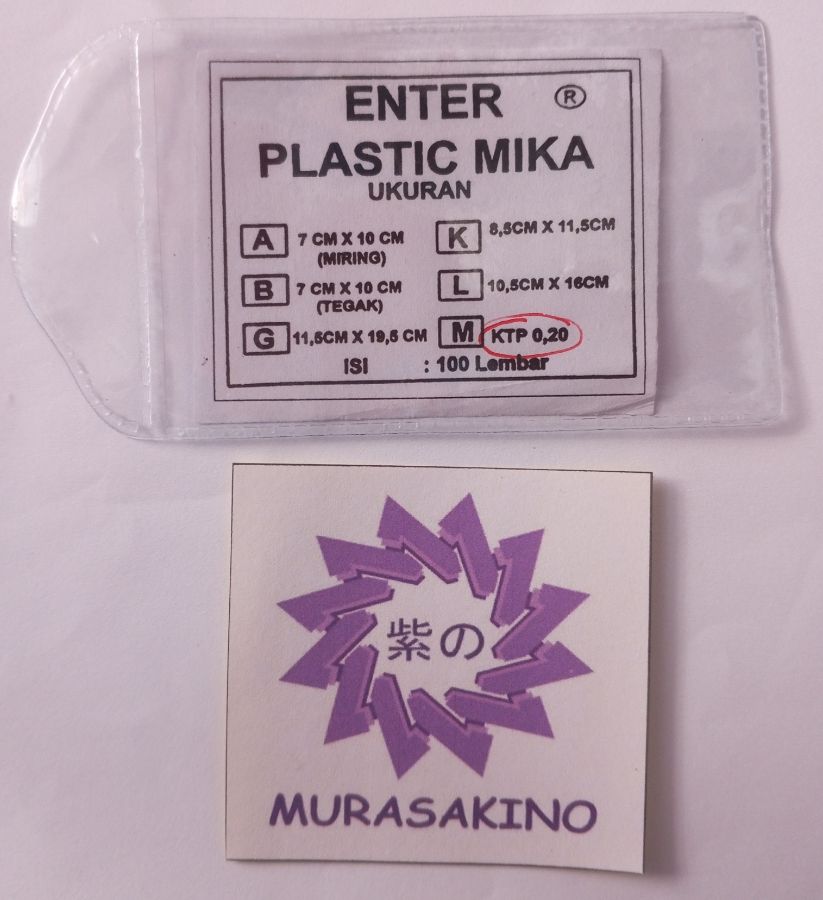 ENTER ®
PLASTIC MIKA
UKURAN
A 7 CM X 10 CM
(MIRING)
B 7 CM X 10 CM
(TEGAK)
G 11,5CM X 19,5 CM
K 8,5CM X 11,5CM
L 10,5CM X 16CM
M KTP 0,20
ISI : 100 Lembar
紫の
MURASAKINO